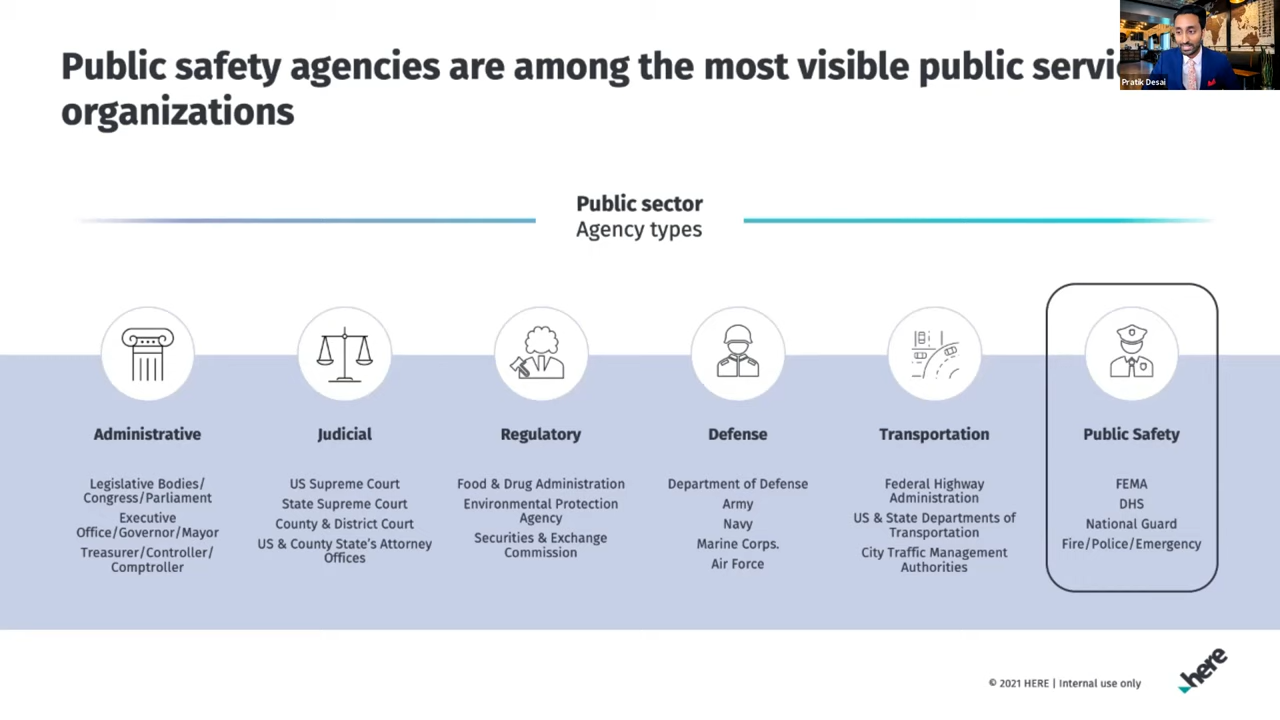 Public safety agencies are among the most visible public
organizations
Pratik Desai
Public sector
Agency types
Administrative
Legislative Bodies/
Congress/Parliament
Executive
Office/Governor/Mayor
Treasurer/Controller/
Comptroller
Judicial
US Supreme Court
State Supreme Court
County & District Court
US & County State's Attorney
Offices
Regulatory
Food & Drug Administration
Environmental Protection
Agency
Securities & Exchange
Commission
Defense
Department of Defense
Army
Navy
Marine Corps.
Air Force
Transportation
Federal Highway
Administration
US & State Departments of
Transportation
City Traffic Management
Authorities
Public Safety
FEMA
DHS
National Guard
Fire/Police/Emergency
© 2021 HERE | Internal use only
here